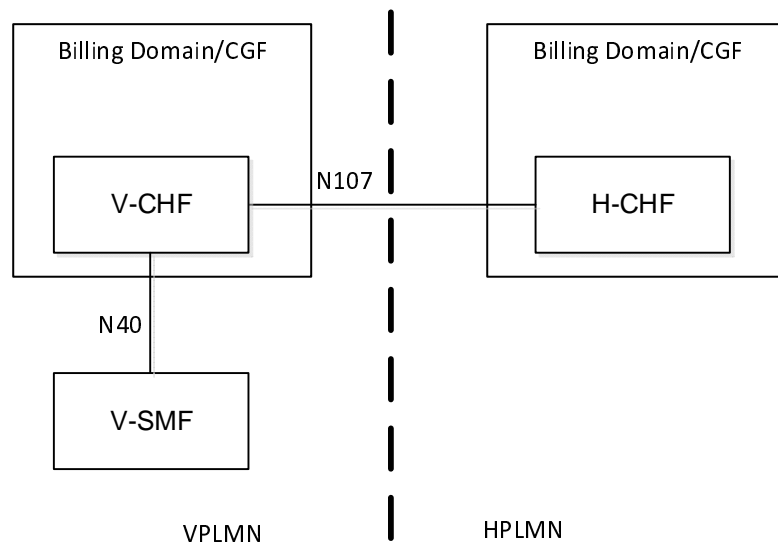 Billing Domain/CGF
Billing Domain/CGF
V-CHF
N107
H-CHF
N40
V-SMF
VPLMN
HPLMN